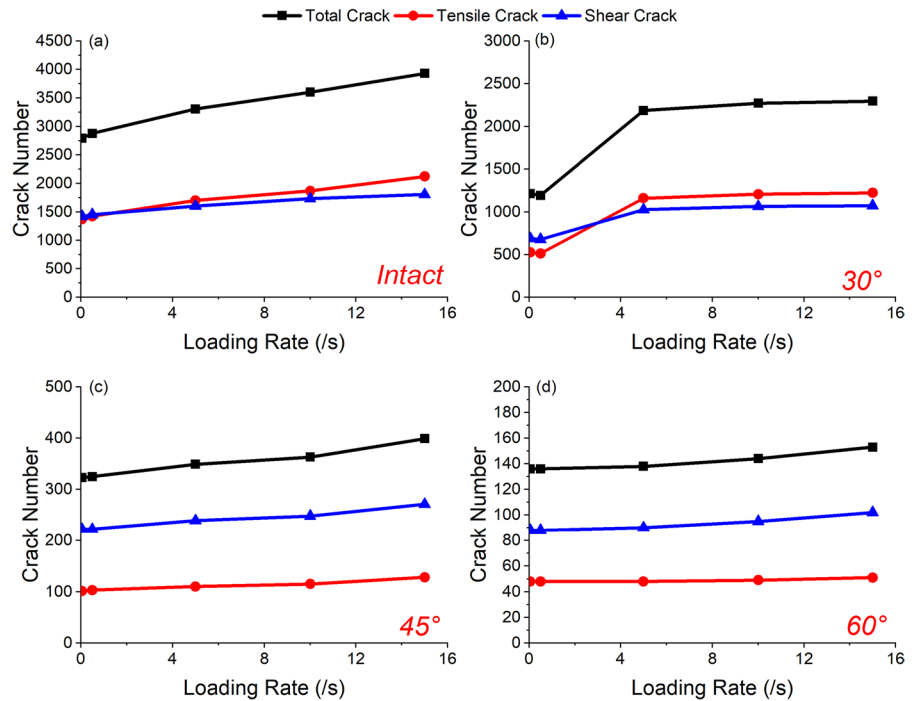 Total Crack Tensile Crack Shear Crack
(a)
4500
4000
3500
3000
2500
2000
1500
1000
500
0
Crack Number
0 4 8 12 16
Loading Rate (/s)
Intact
(b)
3000
2500
2000
1500
1000
500
0
Crack Number
0 4 8 12 16
Loading Rate (/s)
30°
(c)
500
400
300
200
100
0
Crack Number
0 4 8 12 16
Loading Rate (/s)
45°
(d)
200
180
160
140
120
100
80
60
40
20
0
Crack Number
0 4 8 12 16
Loading Rate (/s)
60°